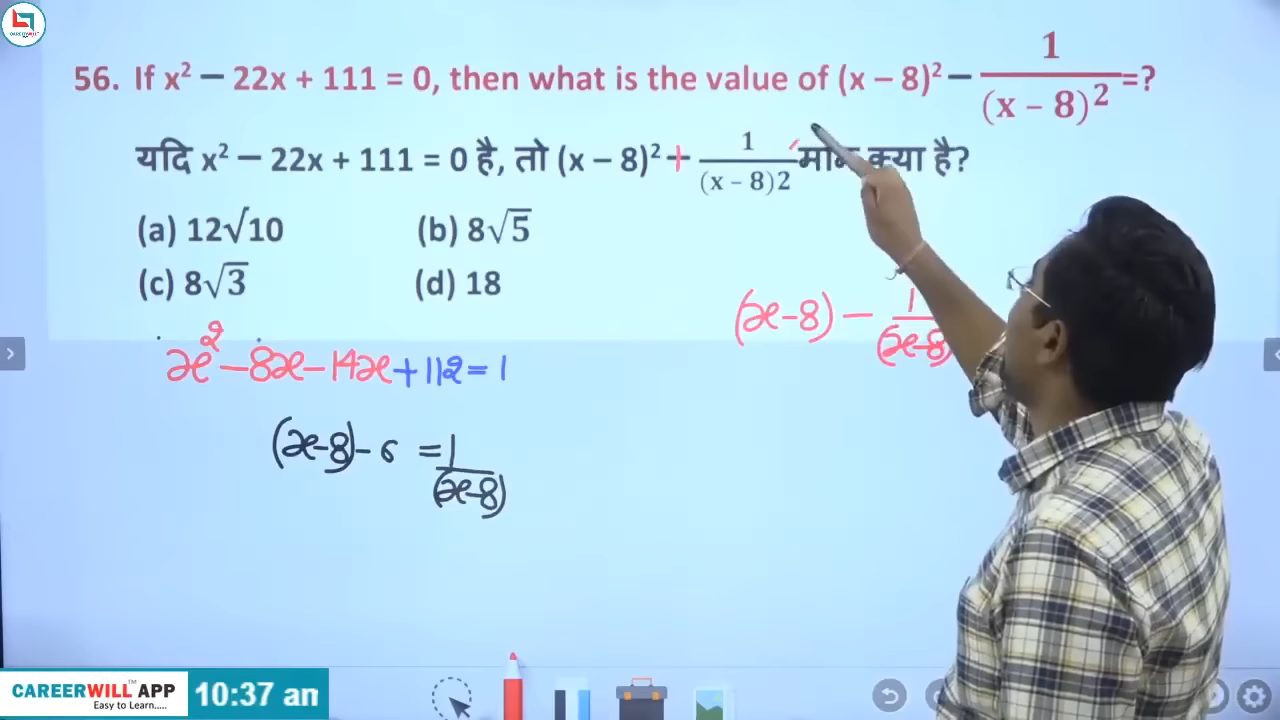 CAREERWILL
56. If x² – 22x + 111 = 0, then what is the value of (x – 8)² – 1/(x – 8)² =?
यदि x² – 22x + 111 = 0 है, तो (x – 8)² + 1/(x – 8)2 मान क्या है?
(a) 12√10 (b) 8√5
(c) 8√3 (d) 18
(x-8) - 1/(x-8)
x² - 8x - 14x + 112 = 1
(x-8) - 6 = 1/(x-8)
CAREERWILL™ APP
Easy to Learn.....
10:37 an